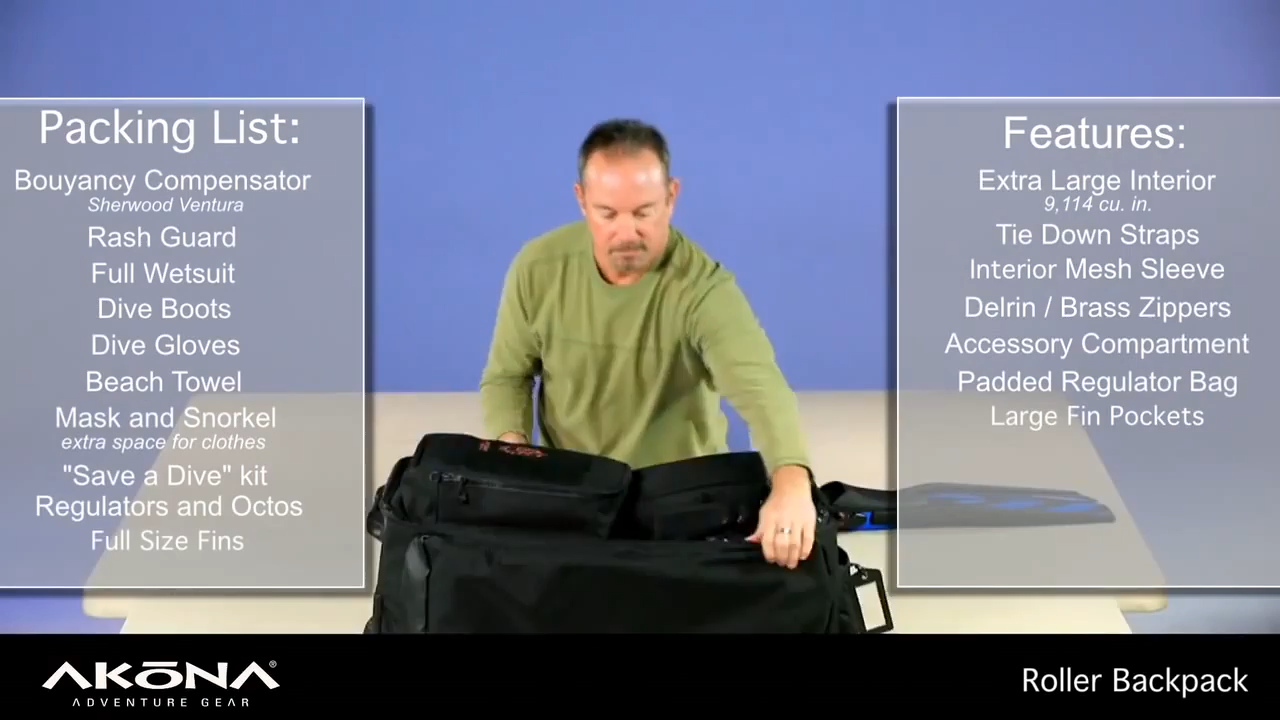 Packing List:
Bouyancy Compensator
Sherwood Ventura
Rash Guard
Full Wetsuit
Dive Boots
Dive Gloves
Beach Towel
Mask and Snorkel
extra space for clothes
"Save a Dive" kit
Regulators and Octos
Full Size Fins
Features:
Extra Large Interior
9,114 cu. in.
Tie Down Straps
Interior Mesh Sleeve
Delrin / Brass Zippers
Accessory Compartment
Padded Regulator Bag
Large Fin Pockets
AKōNA®
ADVENTURE GEAR
Roller Backpack